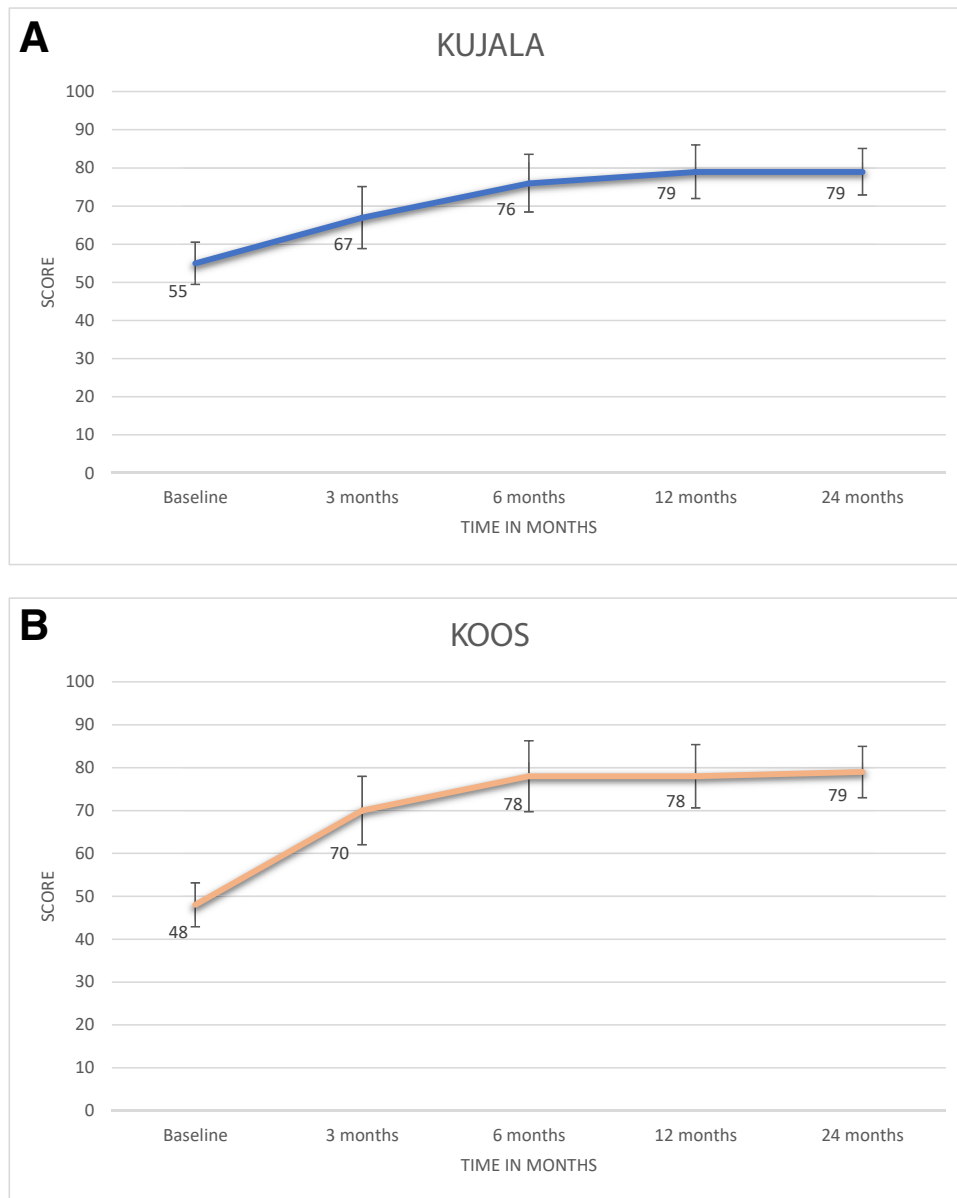 A
KUJALA
100
90
80
70
60
50
40
30
20
10
0
SCORE
55
67
76
79
79
Baseline
3 months
6 months
12 months
24 months
TIME IN MONTHS
B
KOOS
100
90
80
70
60
50
40
30
20
10
0
SCORE
48
70
78
78
79
Baseline
3 months
6 months
12 months
24 months
TIME IN MONTHS